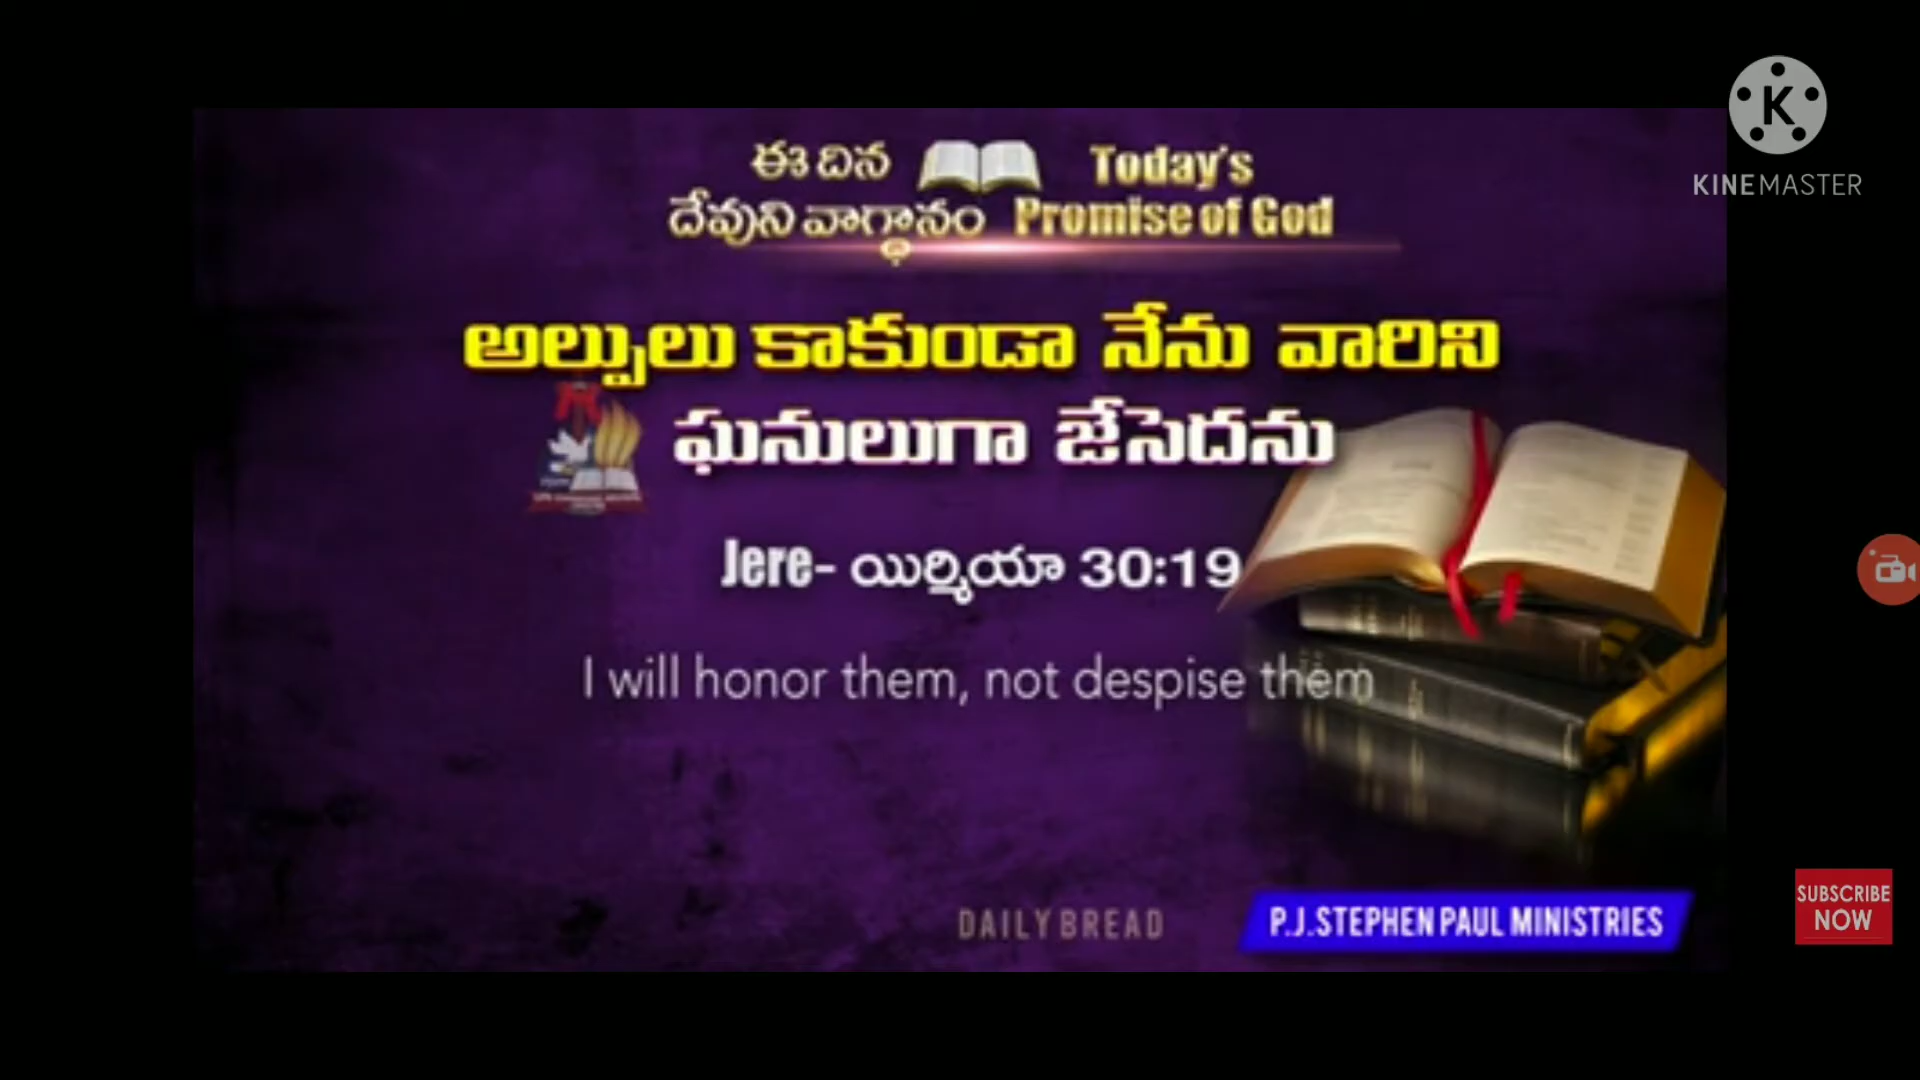 ఈ దిన Today's
దేవుని వాగ్థానం Promise of God
అల్పులు కాకుండా నేను వారిని
ఘనులుగా జేసెదను
Jere- యిర్మియా 30:19
I will honor them, not despise them
DAILY BREAD
P.J.STEPHEN PAUL MINISTRIES
K
KINEMASTER
SUBSCRIBE
NOW